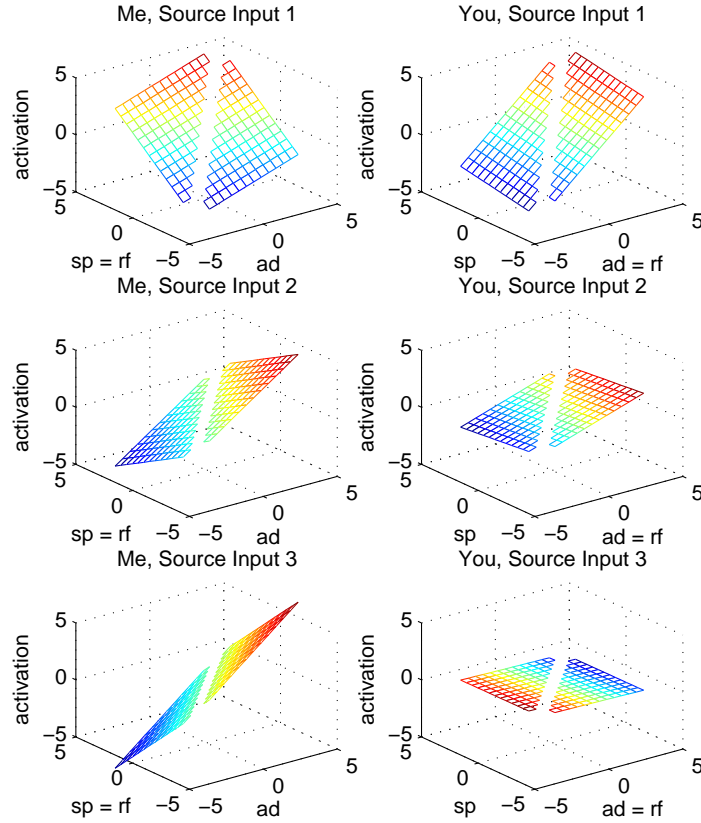 Me, Source Input 1
You, Source Input 1
5
0
−5
activation
5
0
−5
sp = rf
−5
0
5
ad
5
0
−5
activation
5
0
−5
sp
−5
0
5
ad = rf
Me, Source Input 2
You, Source Input 2
5
0
−5
activation
5
0
−5
sp = rf
−5
0
5
ad
5
0
−5
activation
5
0
−5
sp
−5
0
5
ad = rf
Me, Source Input 3
You, Source Input 3
5
0
−5
activation
5
0
−5
sp = rf
−5
0
5
ad
5
0
−5
activation
5
0
−5
sp
−5
0
5
ad = rf